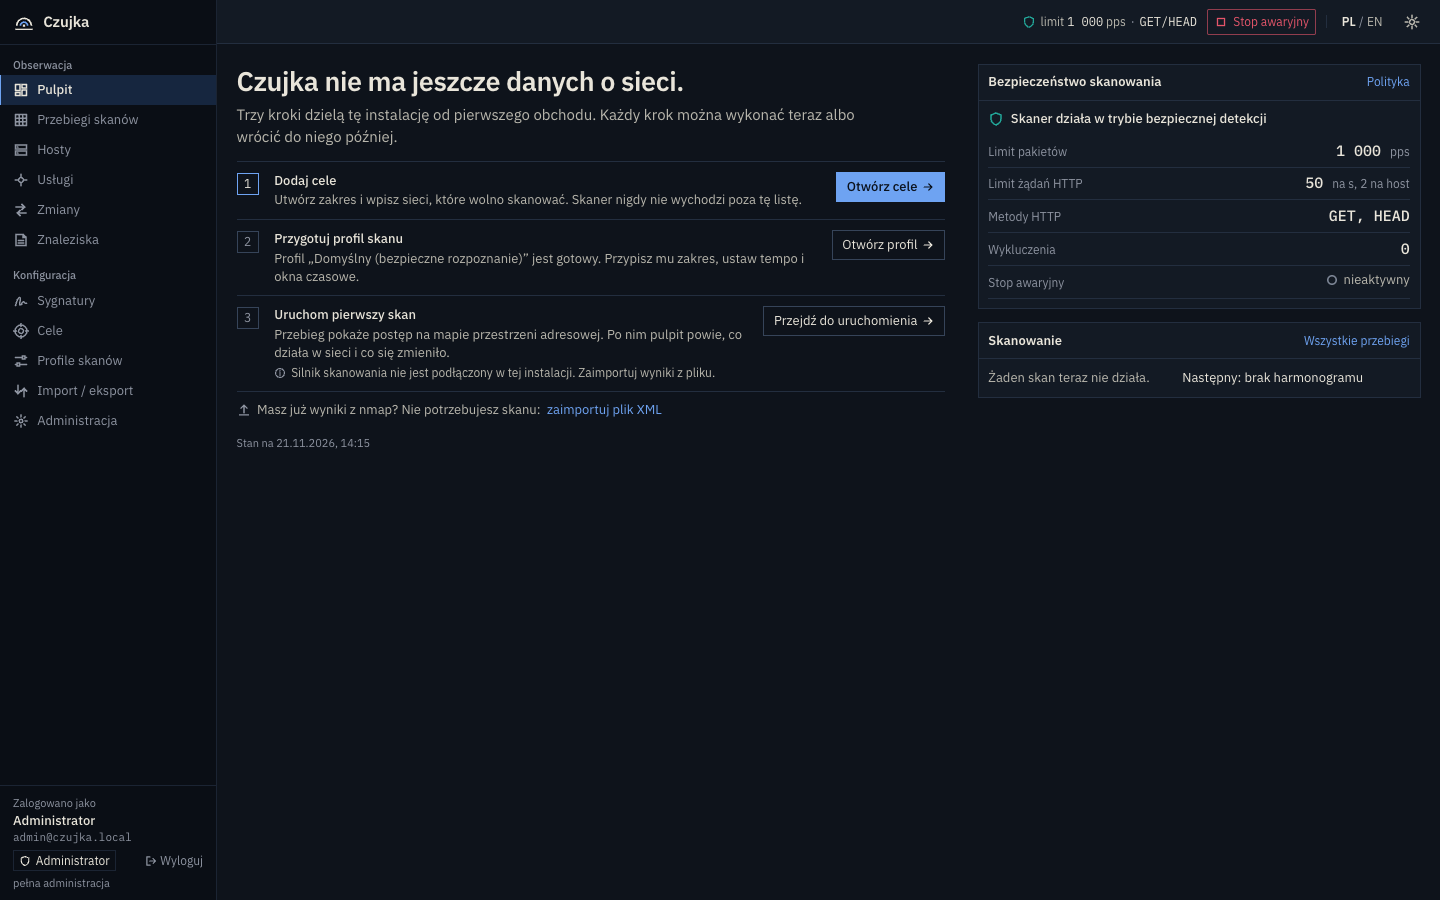 Czujka
limit 1 000 pps · GET/HEAD
Stop awaryjny
PL / EN
Obserwacja
Pulpit
Przebiegi skanów
Hosty
Usługi
Zmiany
Znaleziska
Konfiguracja
Sygnatury
Cele
Profile skanów
Import / eksport
Administracja
Zalogowano jako
Administrator
admin@czujka.local
Administrator
Wyloguj
pełna administracja
Czujka nie ma jeszcze danych o sieci.
Trzy kroki dzielą tę instalację od pierwszego obchodu. Każdy krok można wykonać teraz albo
wrócić do niego później.
1
Dodaj cele
Utwórz zakres i wpisz sieci, które wolno skanować. Skaner nigdy nie wychodzi poza tę listę.
Otwórz cele →
2
Przygotuj profil skanu
Profil „Domyślny (bezpieczne rozpoznanie)” jest gotowy. Przypisz mu zakres, ustaw tempo i
okna czasowe.
Otwórz profil →
3
Uruchom pierwszy skan
Przebieg pokaże postęp na mapie przestrzeni adresowej. Po nim pulpit powie, co
działa w sieci i co się zmieniło.
Silnik skanowania nie jest podłączony w tej instalacji. Zaimportuj wyniki z pliku.
Przejdź do uruchomienia →
Masz już wyniki z nmap? Nie potrzebujesz skanu: zaimportuj plik XML
Stan na 21.11.2026, 14:15
Bezpieczeństwo skanowania
Polityka
Skaner działa w trybie bezpiecznej detekcji
Limit pakietów 1 000 pps
Limit żądań HTTP 50 na s, 2 na host
Metody HTTP GET, HEAD
Wykluczenia 0
Stop awaryjny nieaktywny
Skanowanie
Wszystkie przebiegi
Żaden skan teraz nie działa. Następny: brak harmonogramu